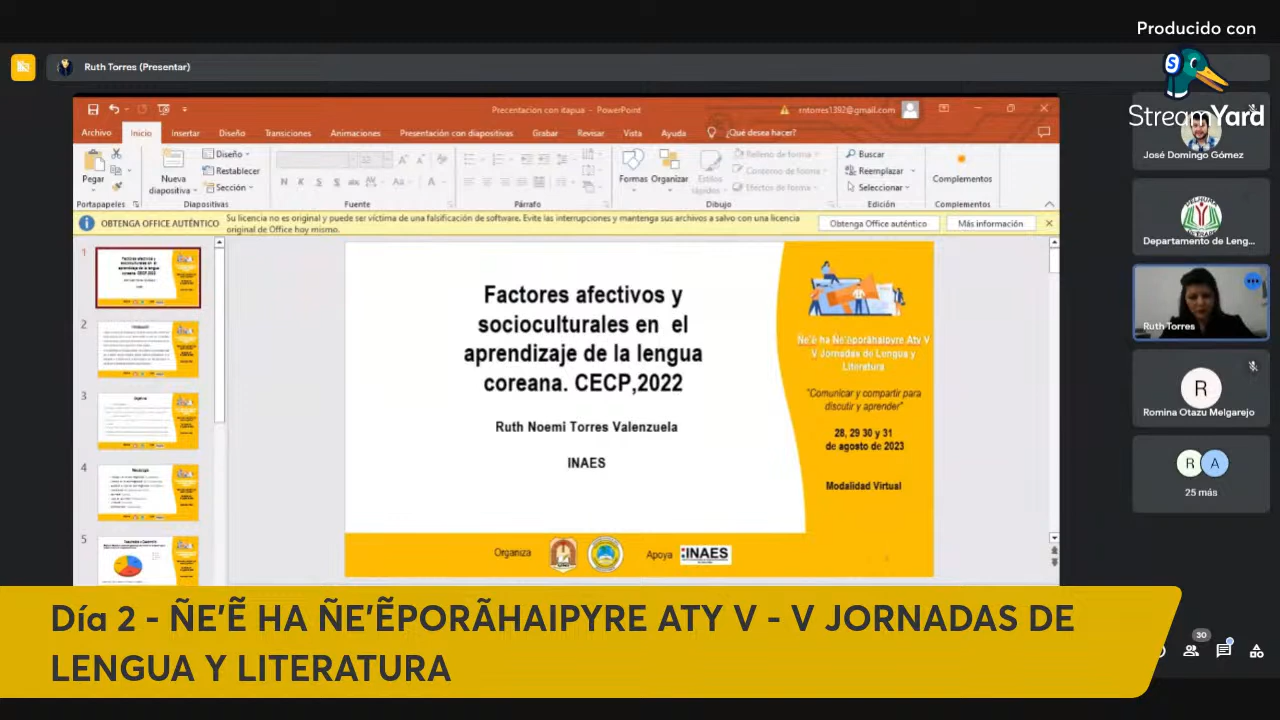 Producido con
StreamYard
Ruth Torres (Presentar)
Precentacion con itapua - PowerPoint
rntorres1392@gmail.com
Archivo Inicio Insertar Diseño Transiciones Animaciones Presentación con diapositivas Grabar Revisar Vista Ayuda ¿Qué desea hacer?
Pegar
Nueva diapositiva
Diseño
Restablecer
Sección
Formas Organizar Estilos rápidos
Relleno de forma
Contorno de forma
Efectos de forma
Buscar
Reemplazar
Seleccionar
Complementos
Portapapeles Diapositivas Fuente Párrafo Dibujo Edición Complementos
OBTENGA OFFICE AUTÉNTICO
Su licencia no es original y puede ser víctima de una falsificación de software. Evite las interrupciones y mantenga sus archivos a salvo con una licencia
original de Office hoy mismo.
Obtenga Office auténtico
Más información
1
2
3
4
5
Factores afectivos y
socioculturales en el
aprendizaje de la lengua
coreana. CECP,2022
Ruth Noemi Torres Valenzuela
INAES
Ñe'ẽ ha Ñe'ẽporãhaipyre Aty V
V Jornadas de Lengua y
Literatura
"Comunicar y compartir para
discutir y aprender"
28, 29 30 y 31
de agosto de 2023
Modalidad Virtual
Organiza
Apoya
INAES
José Domingo Gómez
Departamento de Leng...
Ruth Torres
R
Romina Otazu Melgarejo
R A
25 más
30
Día 2 - ÑE'Ẽ HA ÑE'ẼPORÃHAIPYRE ATY V - V JORNADAS DE
LENGUA Y LITERATURA